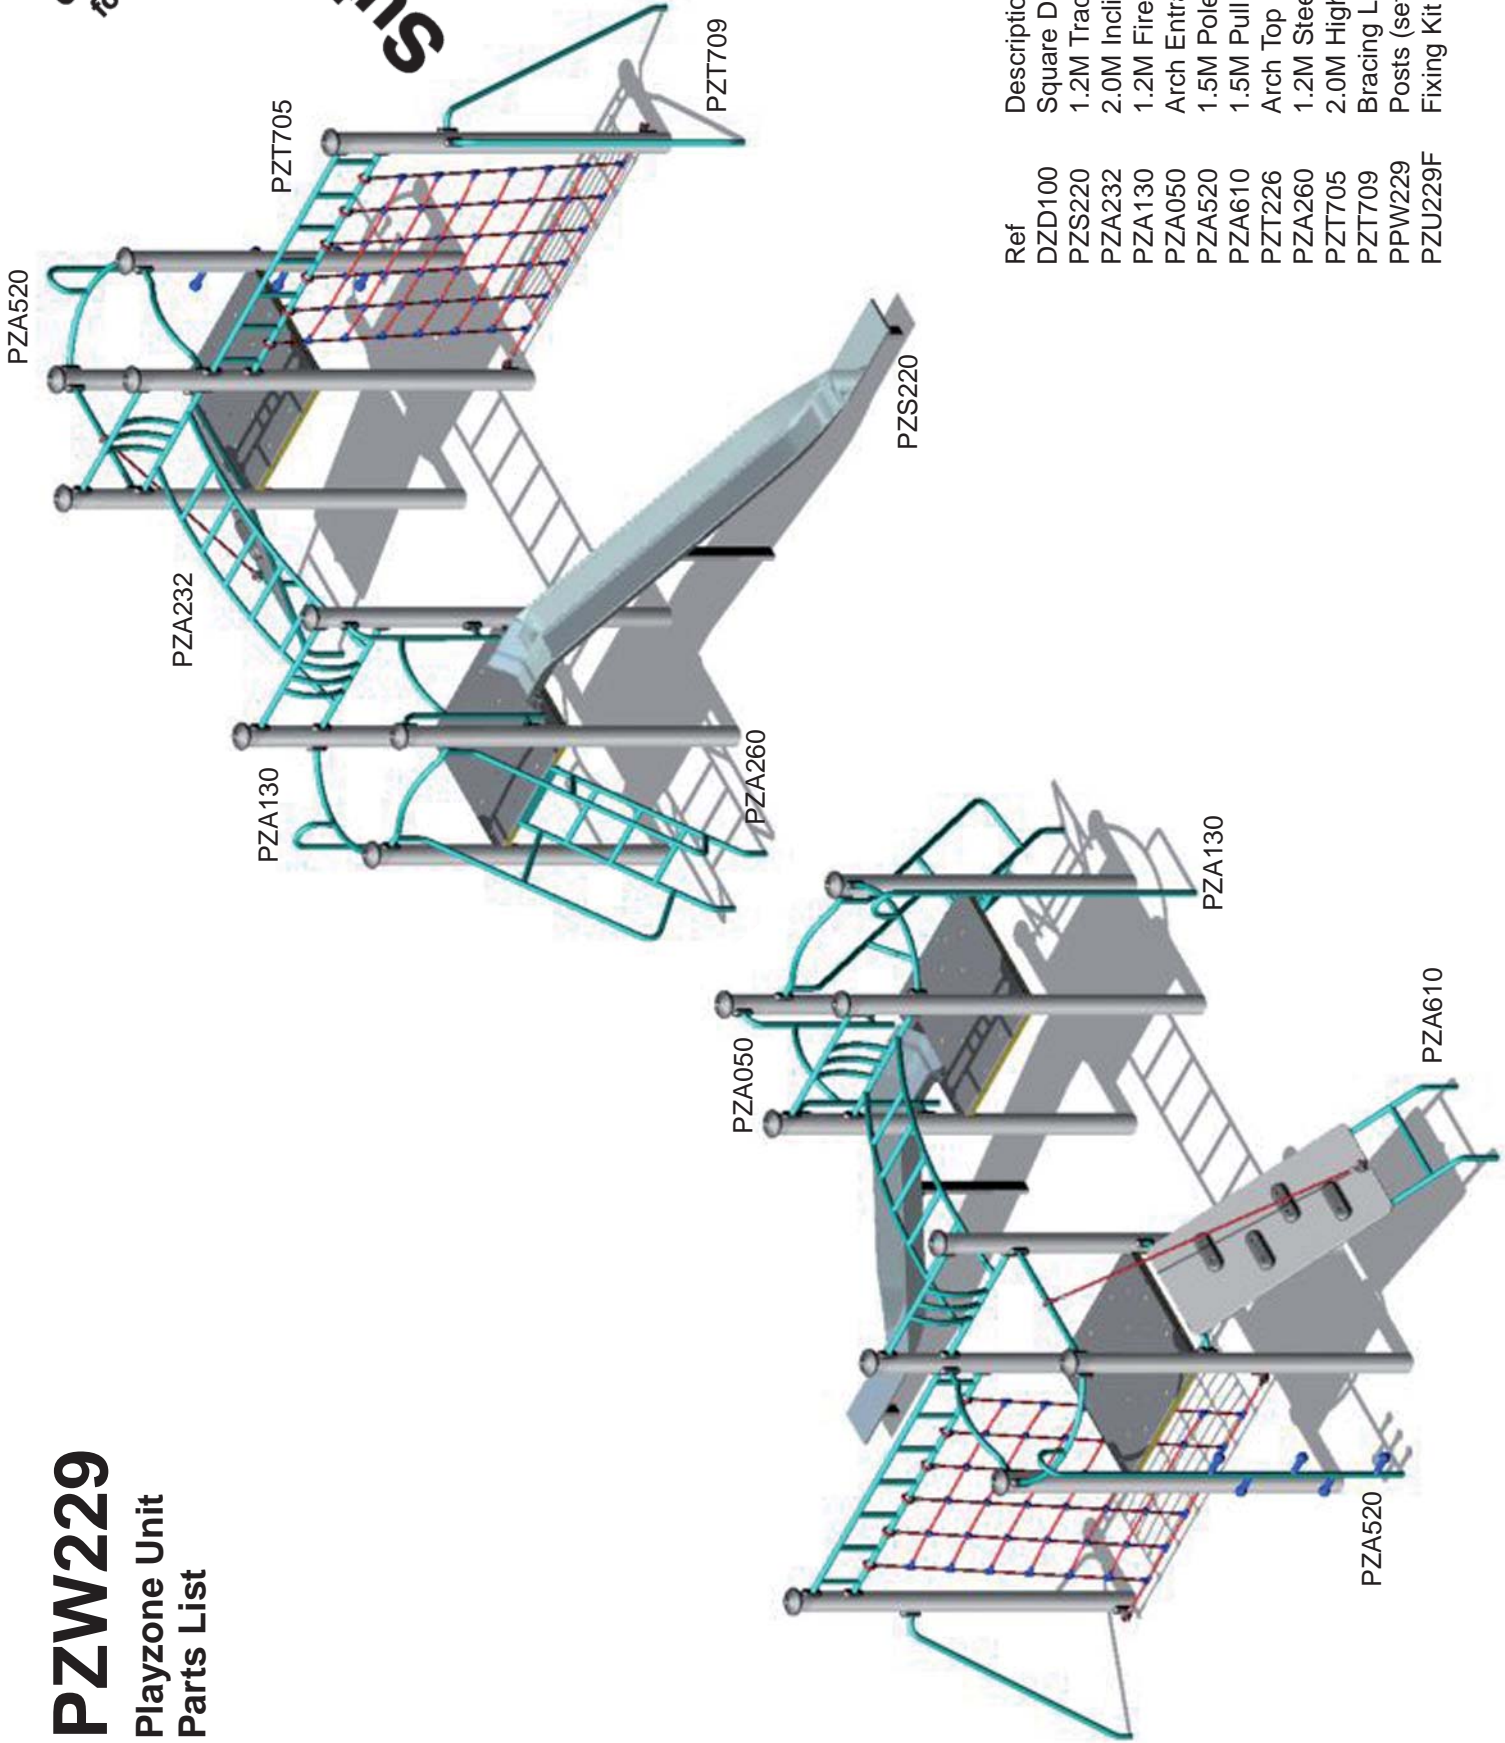 PZW229
Playzone Unit
Parts List
PZA520
PZT705
PZT709
PZA232
PZA130
PZS220
PZA260
PZA050
PZA130
PZA610
PZA520
Ref Descriptio
DZD100 Square D
PZS220 1.2M Trac
PZA232 2.0M Incli
PZA130 1.2M Fire
PZA050 Arch Entra
PZA520 1.5M Pole
PZA610 1.5M Pull
PZT226 Arch Top
PZA260 1.2M Stee
PZT705 2.0M High
PZT709 Bracing L
PPW229 Posts (se
PZU229F Fixing Kit